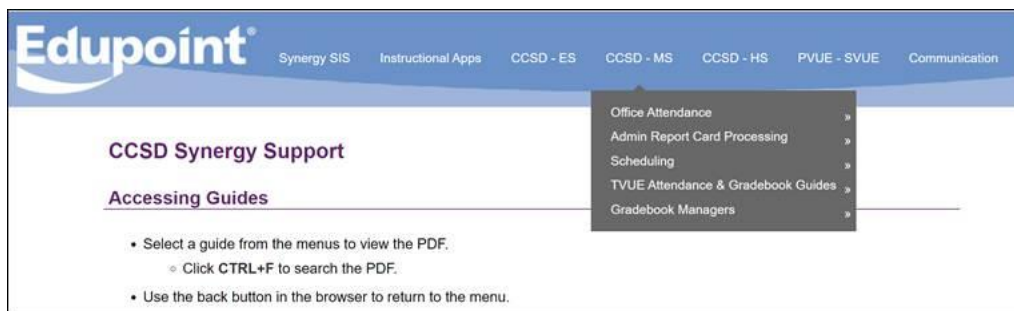 Edupoint®
Synergy SIS Instructional Apps CCSD - ES CCSD - MS CCSD - HS PVUE - SVUE Communication
Office Attendance »
Admin Report Card Processing »
Scheduling »
TVUE Attendance & Gradebook Guides »
Gradebook Managers »
CCSD Synergy Support
Accessing Guides
• Select a guide from the menus to view the PDF.
○ Click CTRL+F to search the PDF.
• Use the back button in the browser to return to the menu.